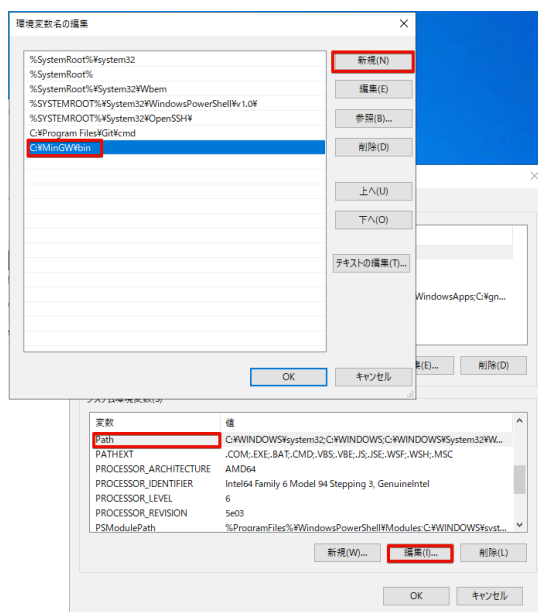 環境変数名の編集
%SystemRoot%¥system32
%SystemRoot%
%SystemRoot%¥System32¥Wbem
%SYSTEMROOT%¥System32¥WindowsPowerShell¥v1.0¥
%SYSTEMROOT%¥System32¥OpenSSH¥
C:¥Program Files¥Git¥cmd
C:¥MinGW¥bin
新規(N)
編集(E)
参照(B)...
削除(D)
上へ(U)
下へ(O)
テキストの編集(T)...
OK
キャンセル
WindowsApps;C:¥gn...
(E)...
削除(D)
変数
値
Path
C:¥WINDOWS¥system32;C:¥WINDOWS;C:¥WINDOWS¥System32¥W...
PATHEXT
.COM;.EXE;.BAT;.CMD;.VBS;.VBE;.JS;.JSE;.WSF;.WSH;.MSC
PROCESSOR_ARCHITECTURE
AMD64
PROCESSOR_IDENTIFIER
Intel64 Family 6 Model 94 Stepping 3, GenuineIntel
PROCESSOR_LEVEL
6
PROCESSOR_REVISION
5e03
PSModulePath
%ProgramFiles%¥WindowsPowerShell¥Modules;C:¥WINDOWS¥syst...
新規(W)...
編集(I)...
削除(L)
OK
キャンセル